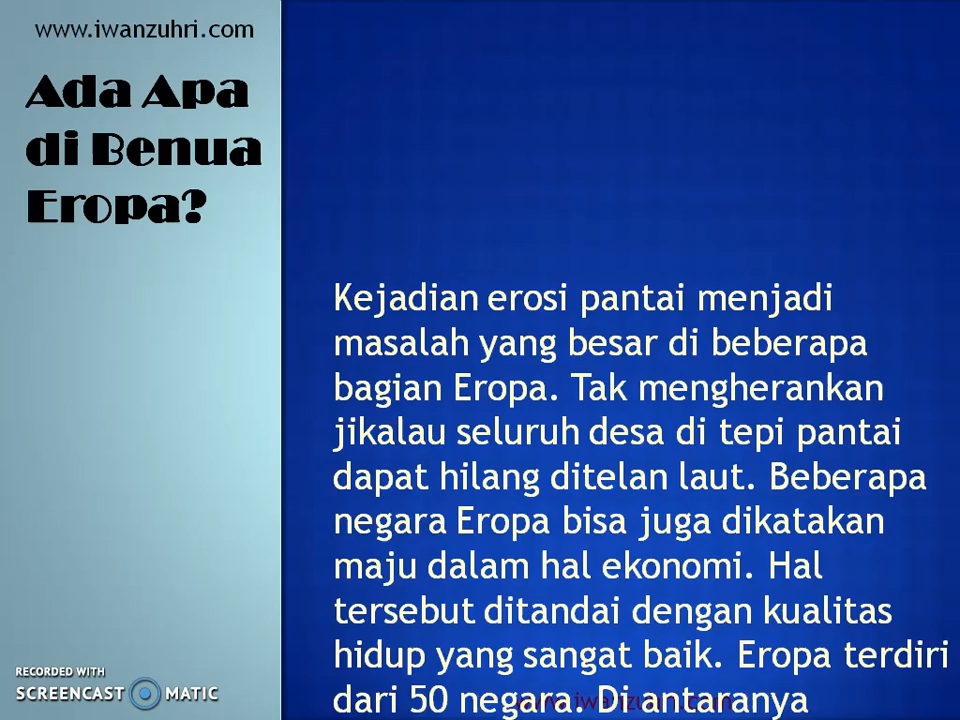 www.iwanzuhri.com
Ada Apa
di Benua
Eropa?
Kejadian erosi pantai menjadi
masalah yang besar di beberapa
bagian Eropa. Tak mengherankan
jikalau seluruh desa di tepi pantai
dapat hilang ditelan laut. Beberapa
negara Eropa bisa juga dikatakan
maju dalam hal ekonomi. Hal
tersebut ditandai dengan kualitas
hidup yang sangat baik. Eropa terdiri
dari 50 negara. Di antaranya
www.iwanzuhri.com
RECORDED WITH
SCREENCAST MATIC